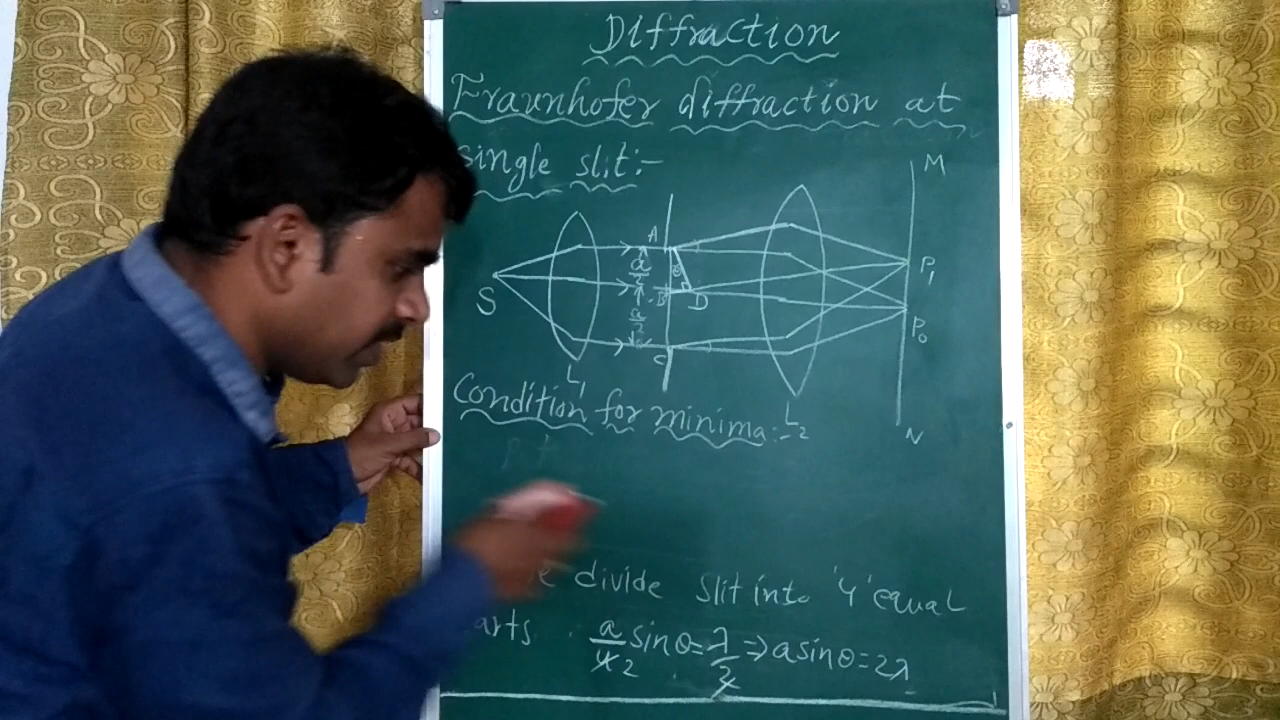 Diffraction
Fraunhofer diffraction at
single slit:-
M
A
a/2
θ
P₁
S
B
D
a/2
P₀
C
L₁
L₂
N
Condition for minima:-
divide slit into '4' equal
arts. a/4 2 sinθ = λ/2 ⇒ a sinθ = 2λ